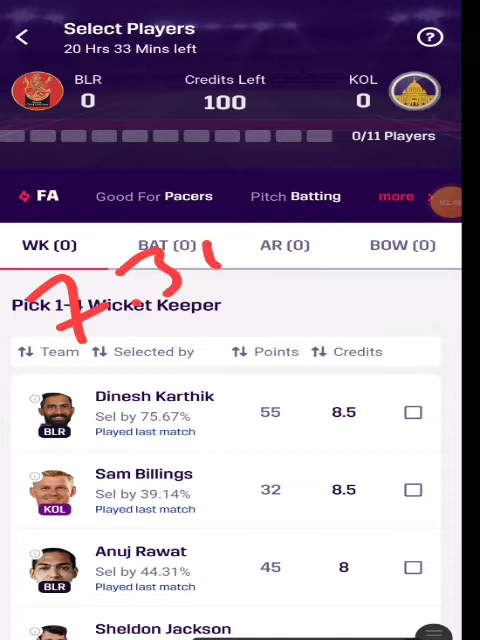 Select Players
20 Hrs 33 Mins left
BLR Credits Left KOL
0 100 0
0/11 Players
FA Good For Pacers Pitch Batting more
02:48
WK (0) BAT (0) AR (0) BOW (0)
7.31
Pick 1-4 Wicket Keeper
Team Selected by Points Credits
Dinesh Karthik
Sel by 75.67% 55 8.5
BLR Played last match
Sam Billings
Sel by 39.14% 32 8.5
KOL Played last match
Anuj Rawat
Sel by 44.31% 45 8
BLR Played last match
Sheldon Jackson